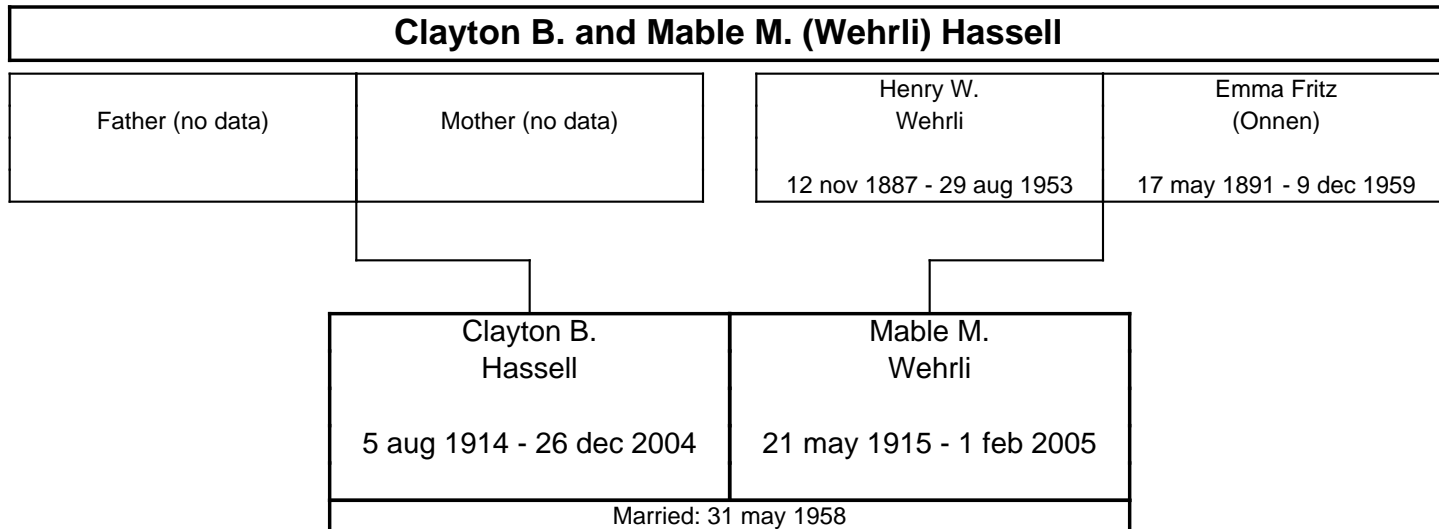 Clayton B. and Mable M. (Wehrli) Hassell
Father (no data)
Mother (no data)
Henry W.
Wehrli
12 nov 1887 - 29 aug 1953
Emma Fritz
(Onnen)
17 may 1891 - 9 dec 1959
Clayton B.
Hassell
5 aug 1914 - 26 dec 2004
Mable M.
Wehrli
21 may 1915 - 1 feb 2005
Married: 31 may 1958